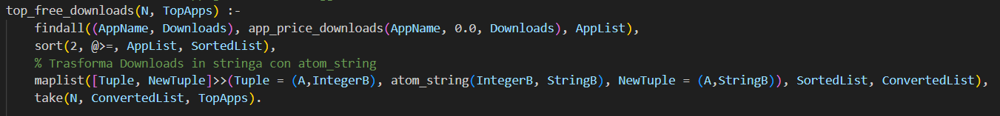 top_free_downloads(N, TopApps) :-
    findall((AppName, Downloads), app_price_downloads(AppName, 0.0, Downloads), AppList),
    sort(2, @>=, AppList, SortedList),
    % Trasforma Downloads in stringa con atom_string
    maplist([Tuple, NewTuple]>>(Tuple = (A,IntegerB), atom_string(IntegerB, StringB), NewTuple = (A,StringB)), SortedList, ConvertedList),
    take(N, ConvertedList, TopApps).